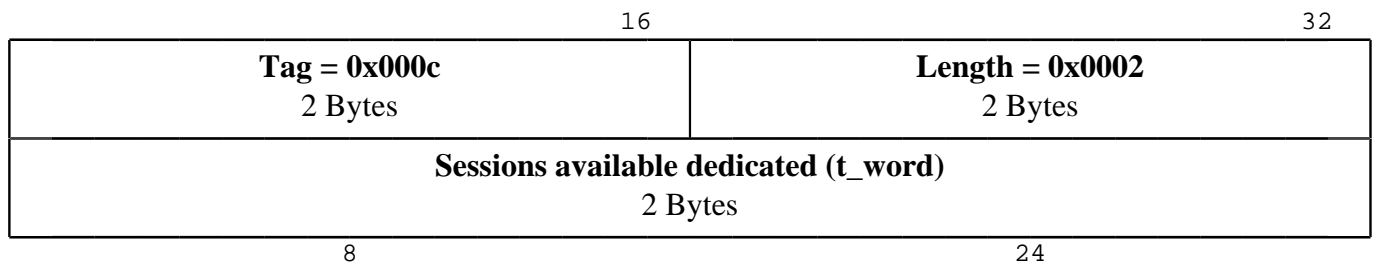 16 32
Tag = 0x000c Length = 0x0002
2 Bytes 2 Bytes
Sessions available dedicated (t_word)
2 Bytes
8 24